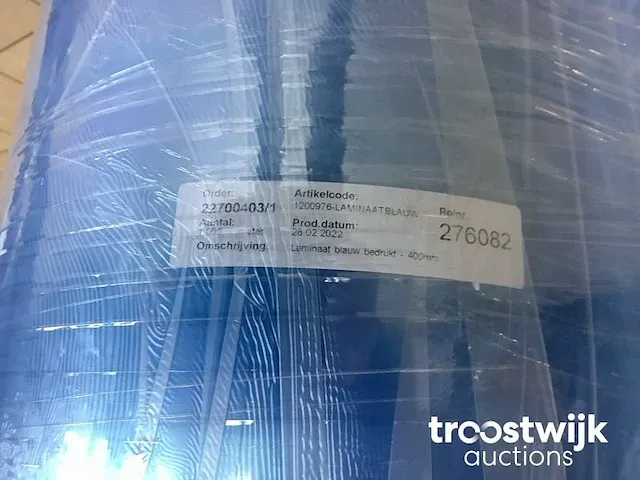 Order: Artikelcode: Rolnr.
22700403/1 1200976-LAMINAATBLAUW 276082
Aantal: Prod.datum:
28 02 2022
Omschrijving: Leminaat blauw bedrukt - 400mm
troostwijk
auctions